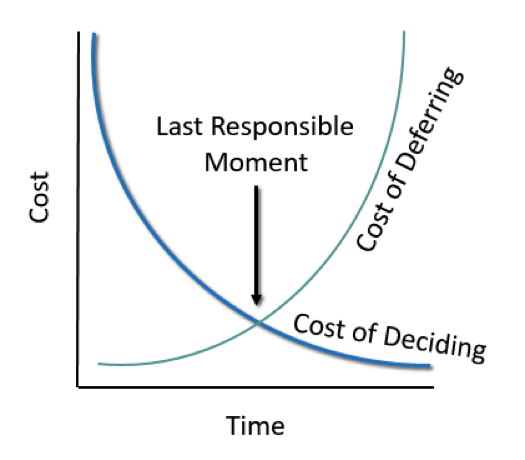 Last Responsible
Moment
Cost of Deferring
Cost
Cost of Deciding
Time